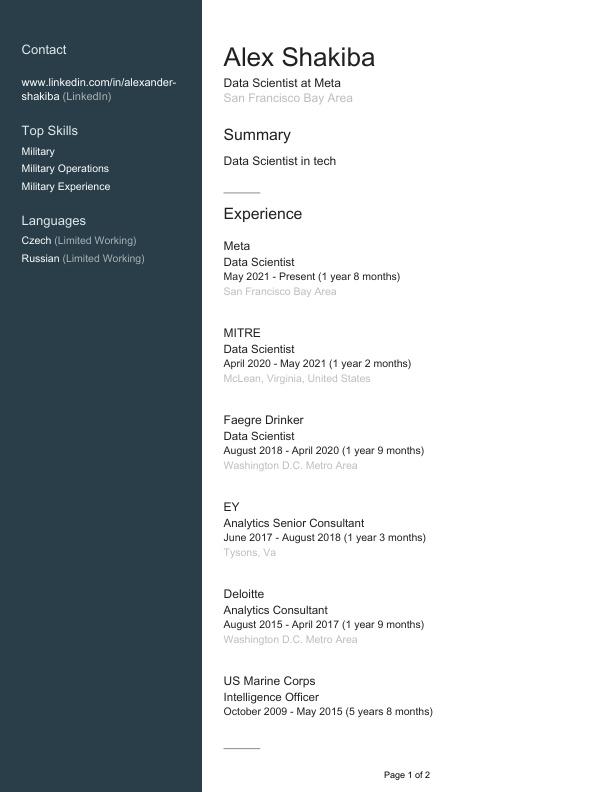 Contact
www.linkedin.com/in/alexander-
shakiba (LinkedIn)
Top Skills
Military
Military Operations
Military Experience
Languages
Czech (Limited Working)
Russian (Limited Working)
Alex Shakiba
Data Scientist at Meta
San Francisco Bay Area
Summary
Data Scientist in tech
Experience
Meta
Data Scientist
May 2021 - Present (1 year 8 months)
San Francisco Bay Area
MITRE
Data Scientist
April 2020 - May 2021 (1 year 2 months)
McLean, Virginia, United States
Faegre Drinker
Data Scientist
August 2018 - April 2020 (1 year 9 months)
Washington D.C. Metro Area
EY
Analytics Senior Consultant
June 2017 - August 2018 (1 year 3 months)
Tysons, Va
Deloitte
Analytics Consultant
August 2015 - April 2017 (1 year 9 months)
Washington D.C. Metro Area
US Marine Corps
Intelligence Officer
October 2009 - May 2015 (5 years 8 months)
Page 1 of 2